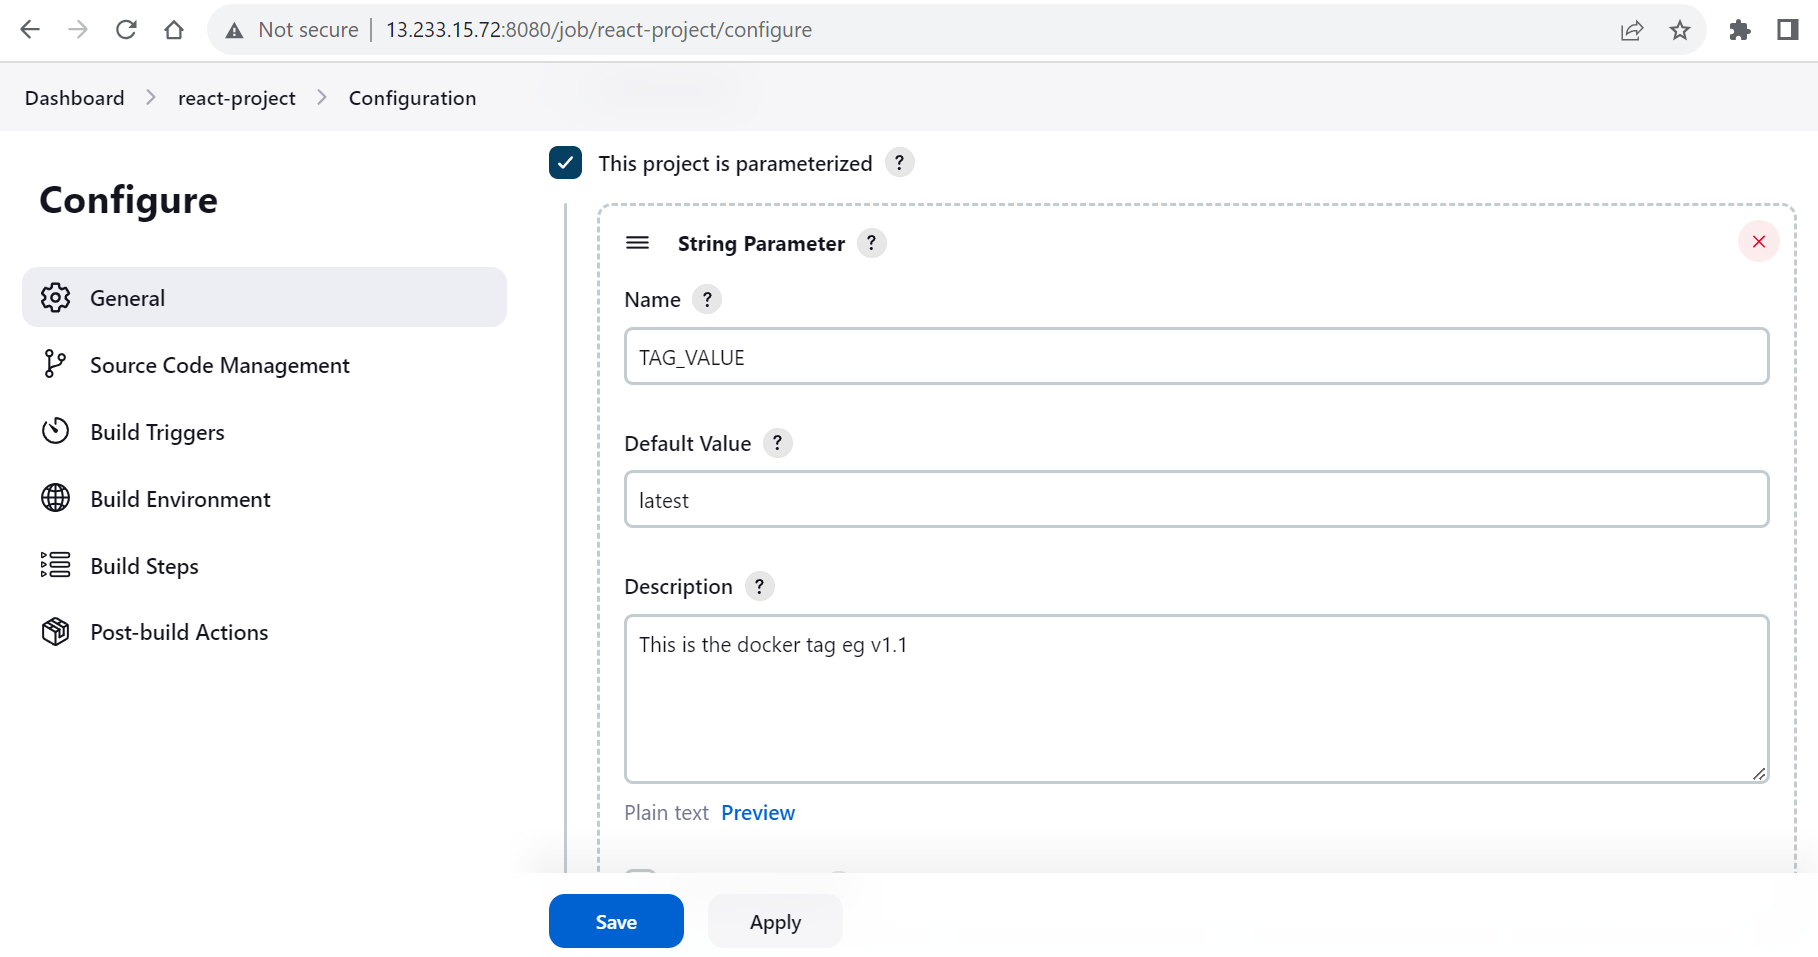 Not secure | 13.233.15.72:8080/job/react-project/configure
Dashboard > react-project > Configuration
Configure
General
Source Code Management
Build Triggers
Build Environment
Build Steps
Post-build Actions
This project is parameterized ?
String Parameter ?
Name ?
TAG_VALUE
Default Value ?
latest
Description ?
This is the docker tag eg v1.1
Plain text Preview
Save Apply